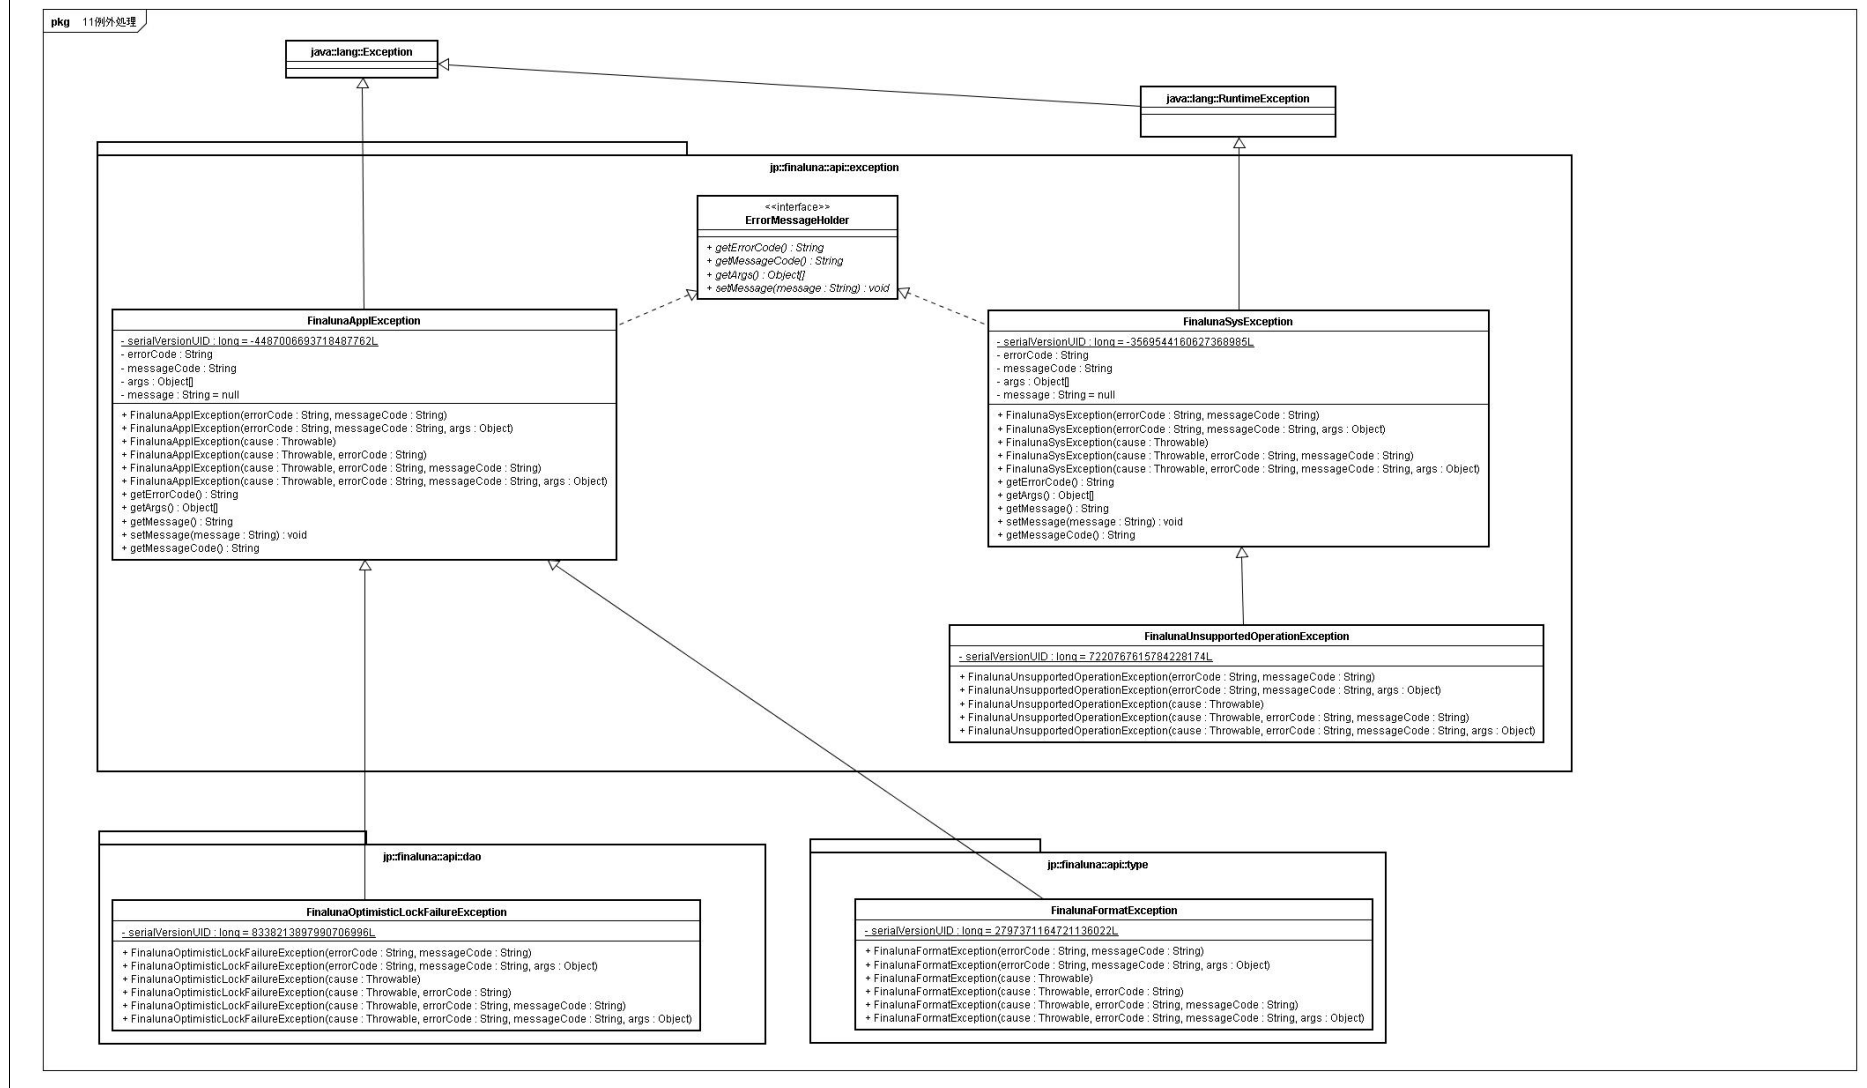 pkg 11例外処理
java::lang::Exception
java::lang::RuntimeException
jp::finaluna::api::exception
<<interface>>
ErrorMessageHolder
+ getErrorCode() : String
+ getMessageCode() : String
+ getArgs() : Object[]
+ setMessage(message : String) : void
FinalunaApplException
- serialVersionUID : long = -4487006693718487762L
- errorCode : String
- messageCode : String
- args : Object[]
- message : String = null
+ FinalunaApplException(errorCode : String, messageCode : String)
+ FinalunaApplException(errorCode : String, messageCode : String, args : Object)
+ FinalunaApplException(cause : Throwable)
+ FinalunaApplException(cause : Throwable, errorCode : String)
+ FinalunaApplException(cause : Throwable, errorCode : String, messageCode : String)
+ FinalunaApplException(cause : Throwable, errorCode : String, messageCode : String, args : Object)
+ getErrorCode() : String
+ getArgs() : Object[]
+ getMessage() : String
+ setMessage(message : String) : void
+ getMessageCode() : String
FinalunaSysException
- serialVersionUID : long = -3569544160627368985L
- errorCode : String
- messageCode : String
- args : Object[]
- message : String = null
+ FinalunaSysException(errorCode : String, messageCode : String)
+ FinalunaSysException(errorCode : String, messageCode : String, args : Object)
+ FinalunaSysException(cause : Throwable)
+ FinalunaSysException(cause : Throwable, errorCode : String, messageCode : String)
+ FinalunaSysException(cause : Throwable, errorCode : String, messageCode : String, args : Object)
+ getErrorCode() : String
+ getArgs() : Object[]
+ getMessage() : String
+ setMessage(message : String) : void
+ getMessageCode() : String
FinalunaUnsupportedOperationException
- serialVersionUID : long = 7220767615784228174L
+ FinalunaUnsupportedOperationException(errorCode : String, messageCode : String)
+ FinalunaUnsupportedOperationException(errorCode : String, messageCode : String, args : Object)
+ FinalunaUnsupportedOperationException(cause : Throwable)
+ FinalunaUnsupportedOperationException(cause : Throwable, errorCode : String, messageCode : String)
+ FinalunaUnsupportedOperationException(cause : Throwable, errorCode : String, messageCode : String, args : Object)
jp::finaluna::api::dao
FinalunaOptimisticLockFailureException
- serialVersionUID : long = 8338213897990706996L
+ FinalunaOptimisticLockFailureException(errorCode : String, messageCode : String)
+ FinalunaOptimisticLockFailureException(errorCode : String, messageCode : String, args : Object)
+ FinalunaOptimisticLockFailureException(cause : Throwable)
+ FinalunaOptimisticLockFailureException(cause : Throwable, errorCode : String)
+ FinalunaOptimisticLockFailureException(cause : Throwable, errorCode : String, messageCode : String)
+ FinalunaOptimisticLockFailureException(cause : Throwable, errorCode : String, messageCode : String, args : Object)
jp::finaluna::api::type
FinalunaFormatException
- serialVersionUID : long = 2797371164721136022L
+ FinalunaFormatException(errorCode : String, messageCode : String)
+ FinalunaFormatException(errorCode : String, messageCode : String, args : Object)
+ FinalunaFormatException(cause : Throwable)
+ FinalunaFormatException(cause : Throwable, errorCode : String)
+ FinalunaFormatException(cause : Throwable, errorCode : String, messageCode : String)
+ FinalunaFormatException(cause : Throwable, errorCode : String, messageCode : String, args : Object)